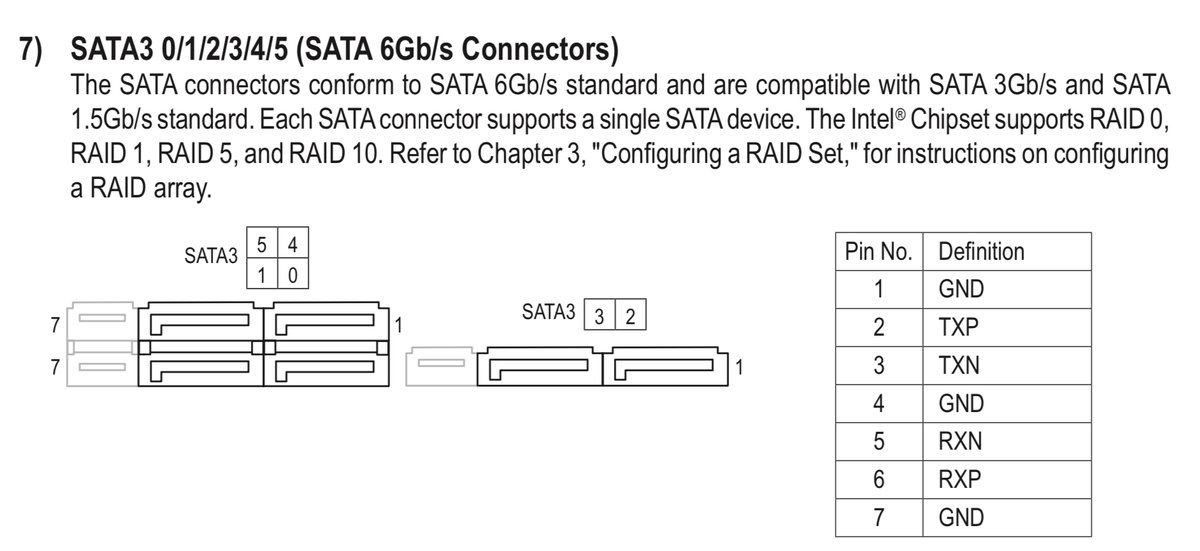 7) SATA3 0/1/2/3/4/5 (SATA 6Gb/s Connectors)
The SATA connectors conform to SATA 6Gb/s standard and are compatible with SATA 3Gb/s and SATA
1.5Gb/s standard. Each SATA connector supports a single SATA device. The Intel® Chipset supports RAID 0,
RAID 1, RAID 5, and RAID 10. Refer to Chapter 3, "Configuring a RAID Set," for instructions on configuring
a RAID array.
SATA3 5 4
1 0
7 1
7
SATA3 3 2
1
Pin No. Definition
1 GND
2 TXP
3 TXN
4 GND
5 RXN
6 RXP
7 GND